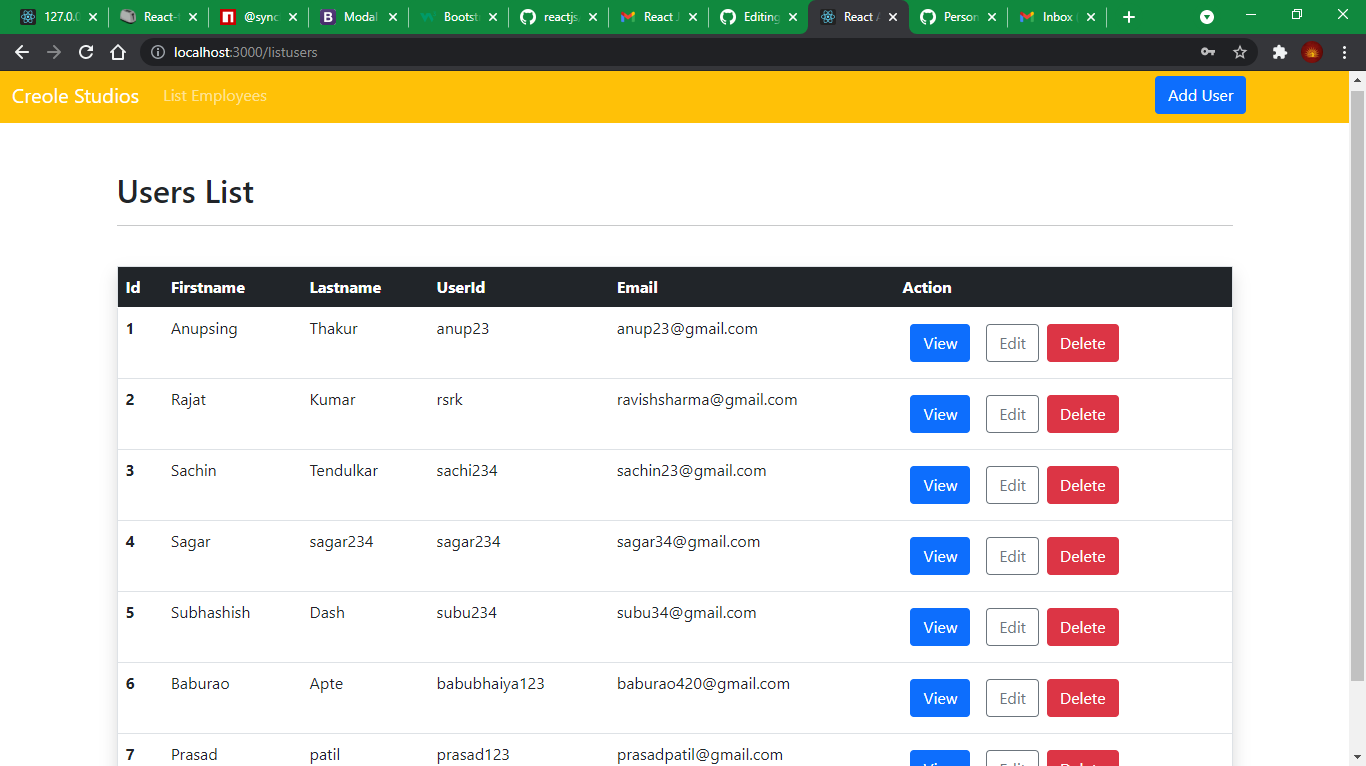 127.0.0 React-t @sync Modal Bootst reactjs React J Editing React A Person Inbox
localhost:3000/listusers
Creole Studios List Employees Add User
Users List
Id Firstname Lastname UserId Email Action
1 Anupsing Thakur anup23 anup23@gmail.com View Edit Delete
2 Rajat Kumar rsrk ravishsharma@gmail.com View Edit Delete
3 Sachin Tendulkar sachi234 sachin23@gmail.com View Edit Delete
4 Sagar sagar234 sagar234 sagar34@gmail.com View Edit Delete
5 Subhashish Dash subu234 subu34@gmail.com View Edit Delete
6 Baburao Apte babubhaiya123 baburao420@gmail.com View Edit Delete
7 Prasad patil prasad123 prasadpatil@gmail.com View Edit Delete